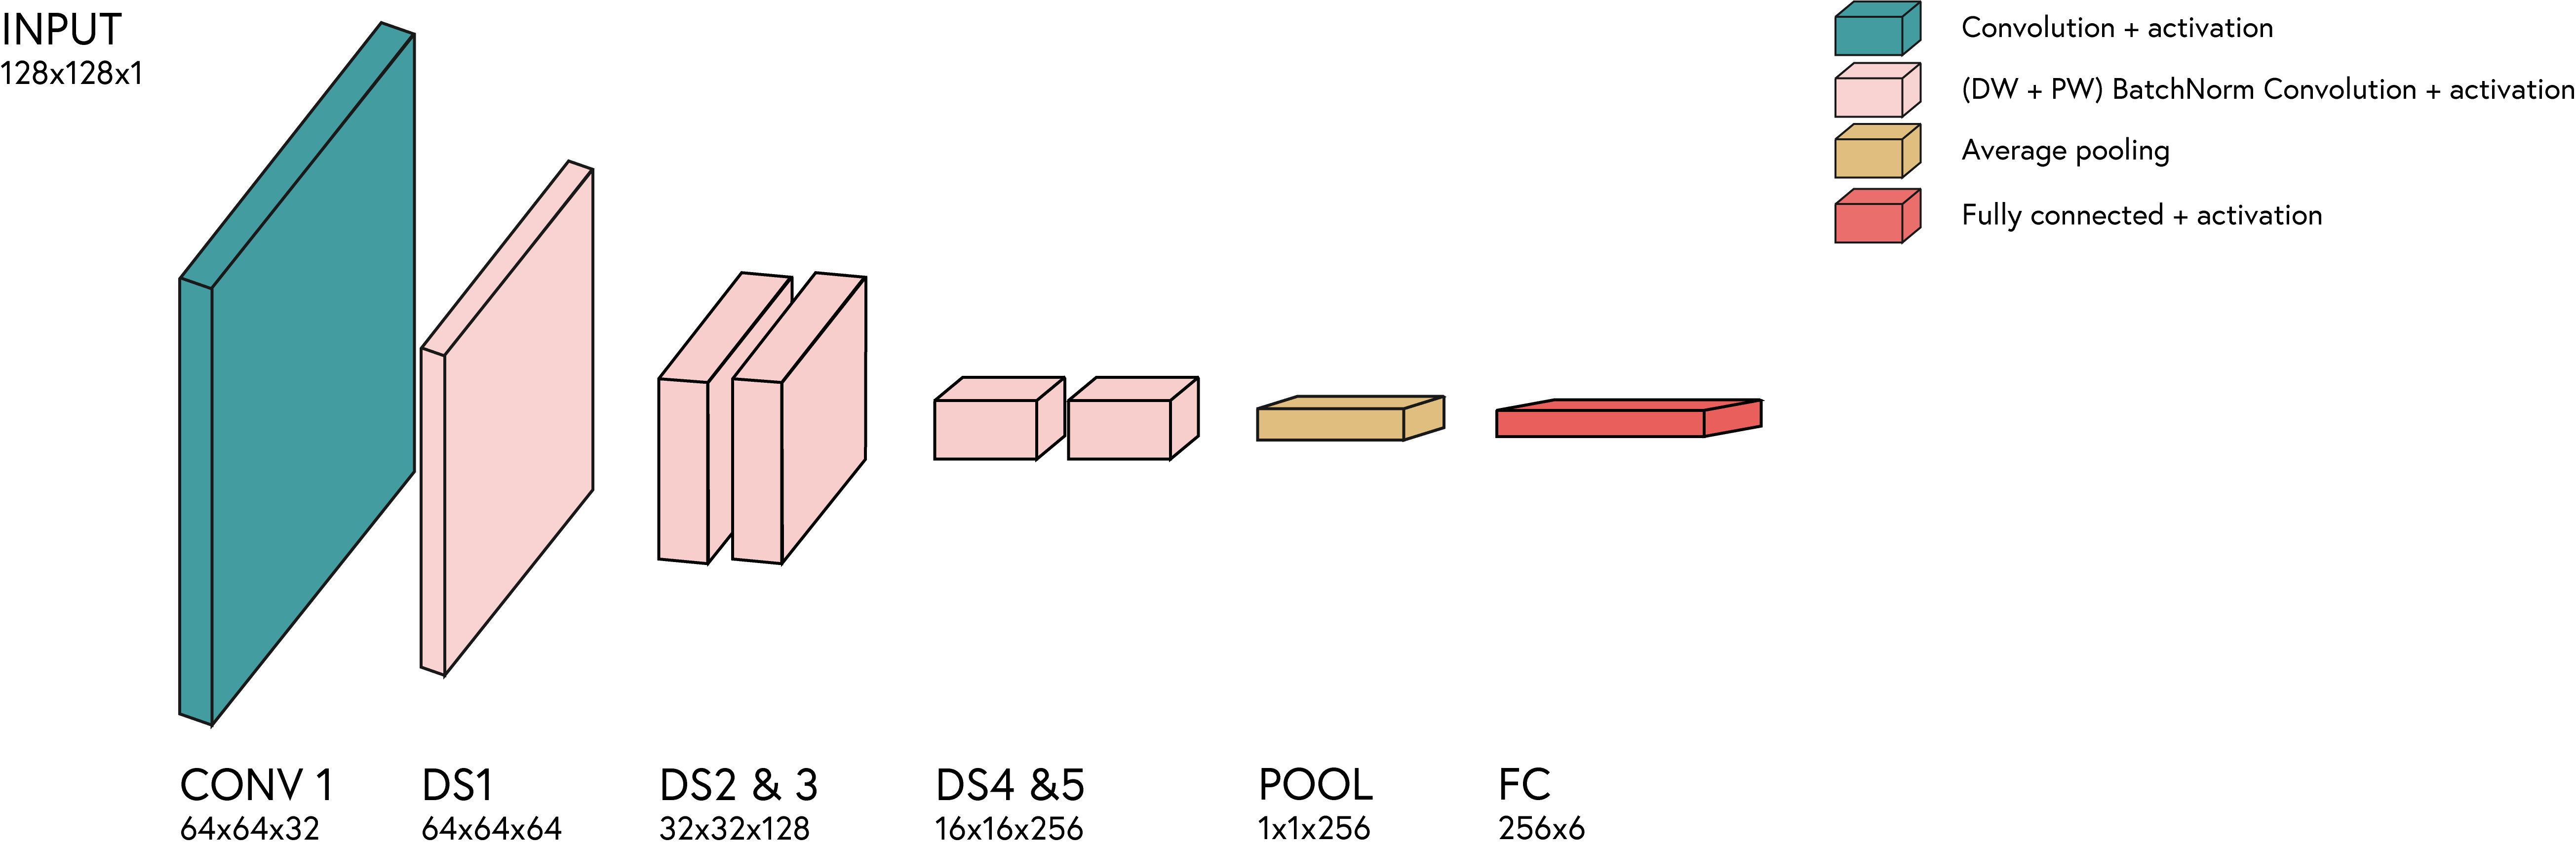 INPUT
128x128x1
Convolution + activation
(DW + PW) BatchNorm Convolution + activation
Average pooling
Fully connected + activation
CONV 1
64x64x32
DS1
64x64x64
DS2 & 3
32x32x128
DS4 &5
16x16x256
POOL
1x1x256
FC
256x6